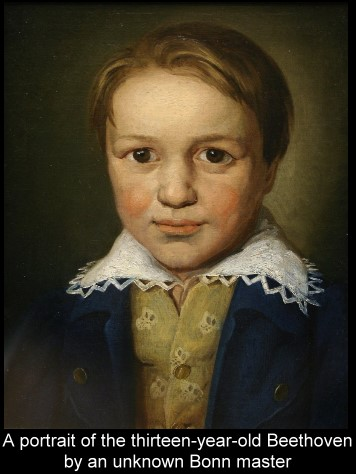 A portrait of the thirteen-year-old Beethoven
by an unknown Bonn master